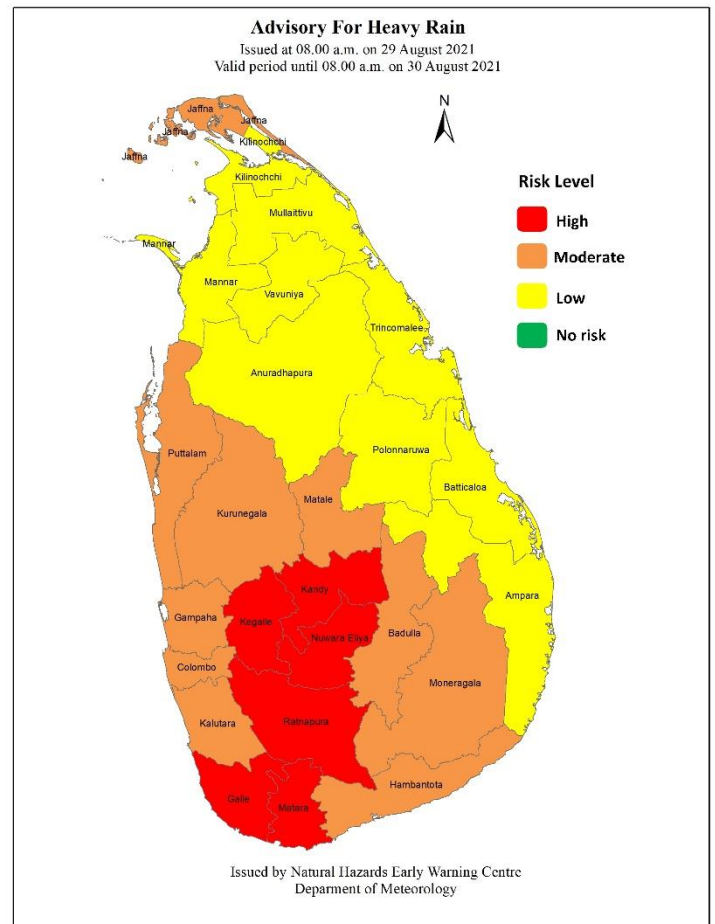 Advisory For Heavy Rain
Issued at 08.00 a.m. on 29 August 2021
Valid period until 08.00 a.m. on 30 August 2021
N
Jaffna
Jaffna
Jaffna
Jaffna
Kilinochchi
Kilinochchi
Mullaittivu
Mannar
Mannar
Vavuniya
Trincomalee
Anuradhapura
Polonnaruwa
Puttalam
Batticaloa
Matale
Kurunegala
Kandy
Ampara
Gampaha
Kegalle
Nuwara Eliya
Badulla
Colombo
Moneragala
Kalutara
Ratnapura
Hambantota
Galle
Matara
Risk Level
High
Moderate
Low
No risk
Issued by Natural Hazards Early Warning Centre
Deparment of Meteorology